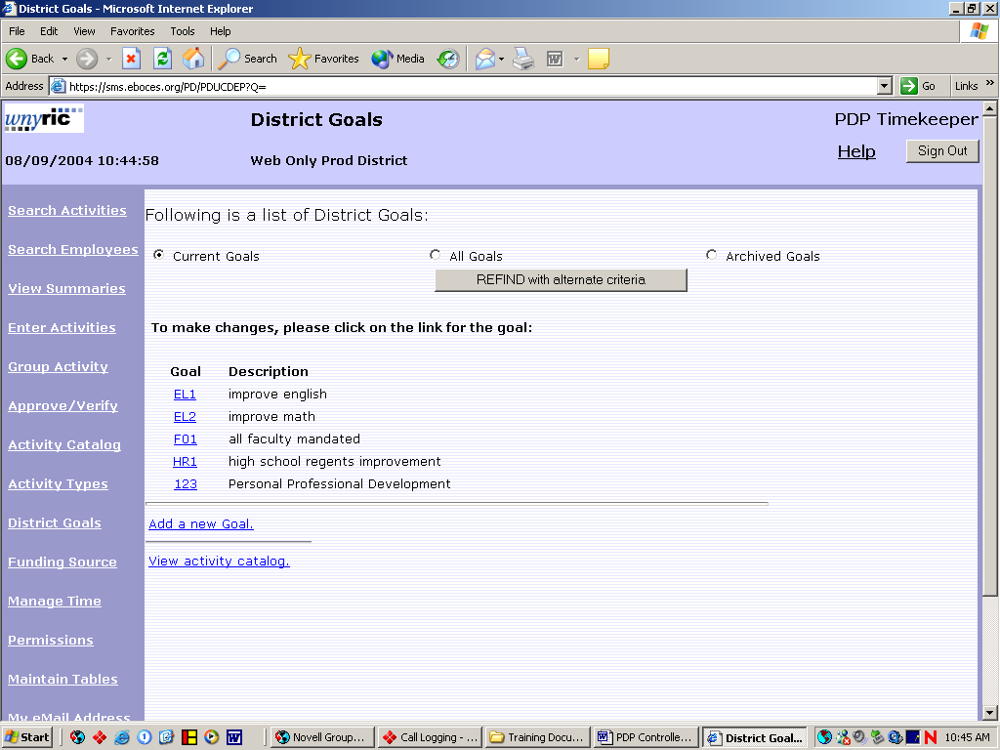 District Goals - Microsoft Internet Explorer
File Edit View Favorites Tools Help
Back Search Favorites Media
Address https://sms.eboces.org/PD/PDUCDEP?Q= Go Links »
wnyric District Goals PDP Timekeeper
Help Sign Out
08/09/2004 10:44:58 Web Only Prod District
Search Activities
Search Employees
View Summaries
Enter Activities
Group Activity
Approve/Verify
Activity Catalog
Activity Types
District Goals
Funding Source
Manage Time
Permissions
Maintain Tables
My eMail Address
Following is a list of District Goals:
Current Goals All Goals Archived Goals
REFIND with alternate criteria
To make changes, please click on the link for the goal:
Goal Description
EL1 improve english
EL2 improve math
F01 all faculty mandated
HR1 high school regents improvement
123 Personal Professional Development
Add a new Goal.
View activity catalog.
Start Novell Group... Call Logging - ... Training Docu... PDP Controlle... District Goal... 10:45 AM